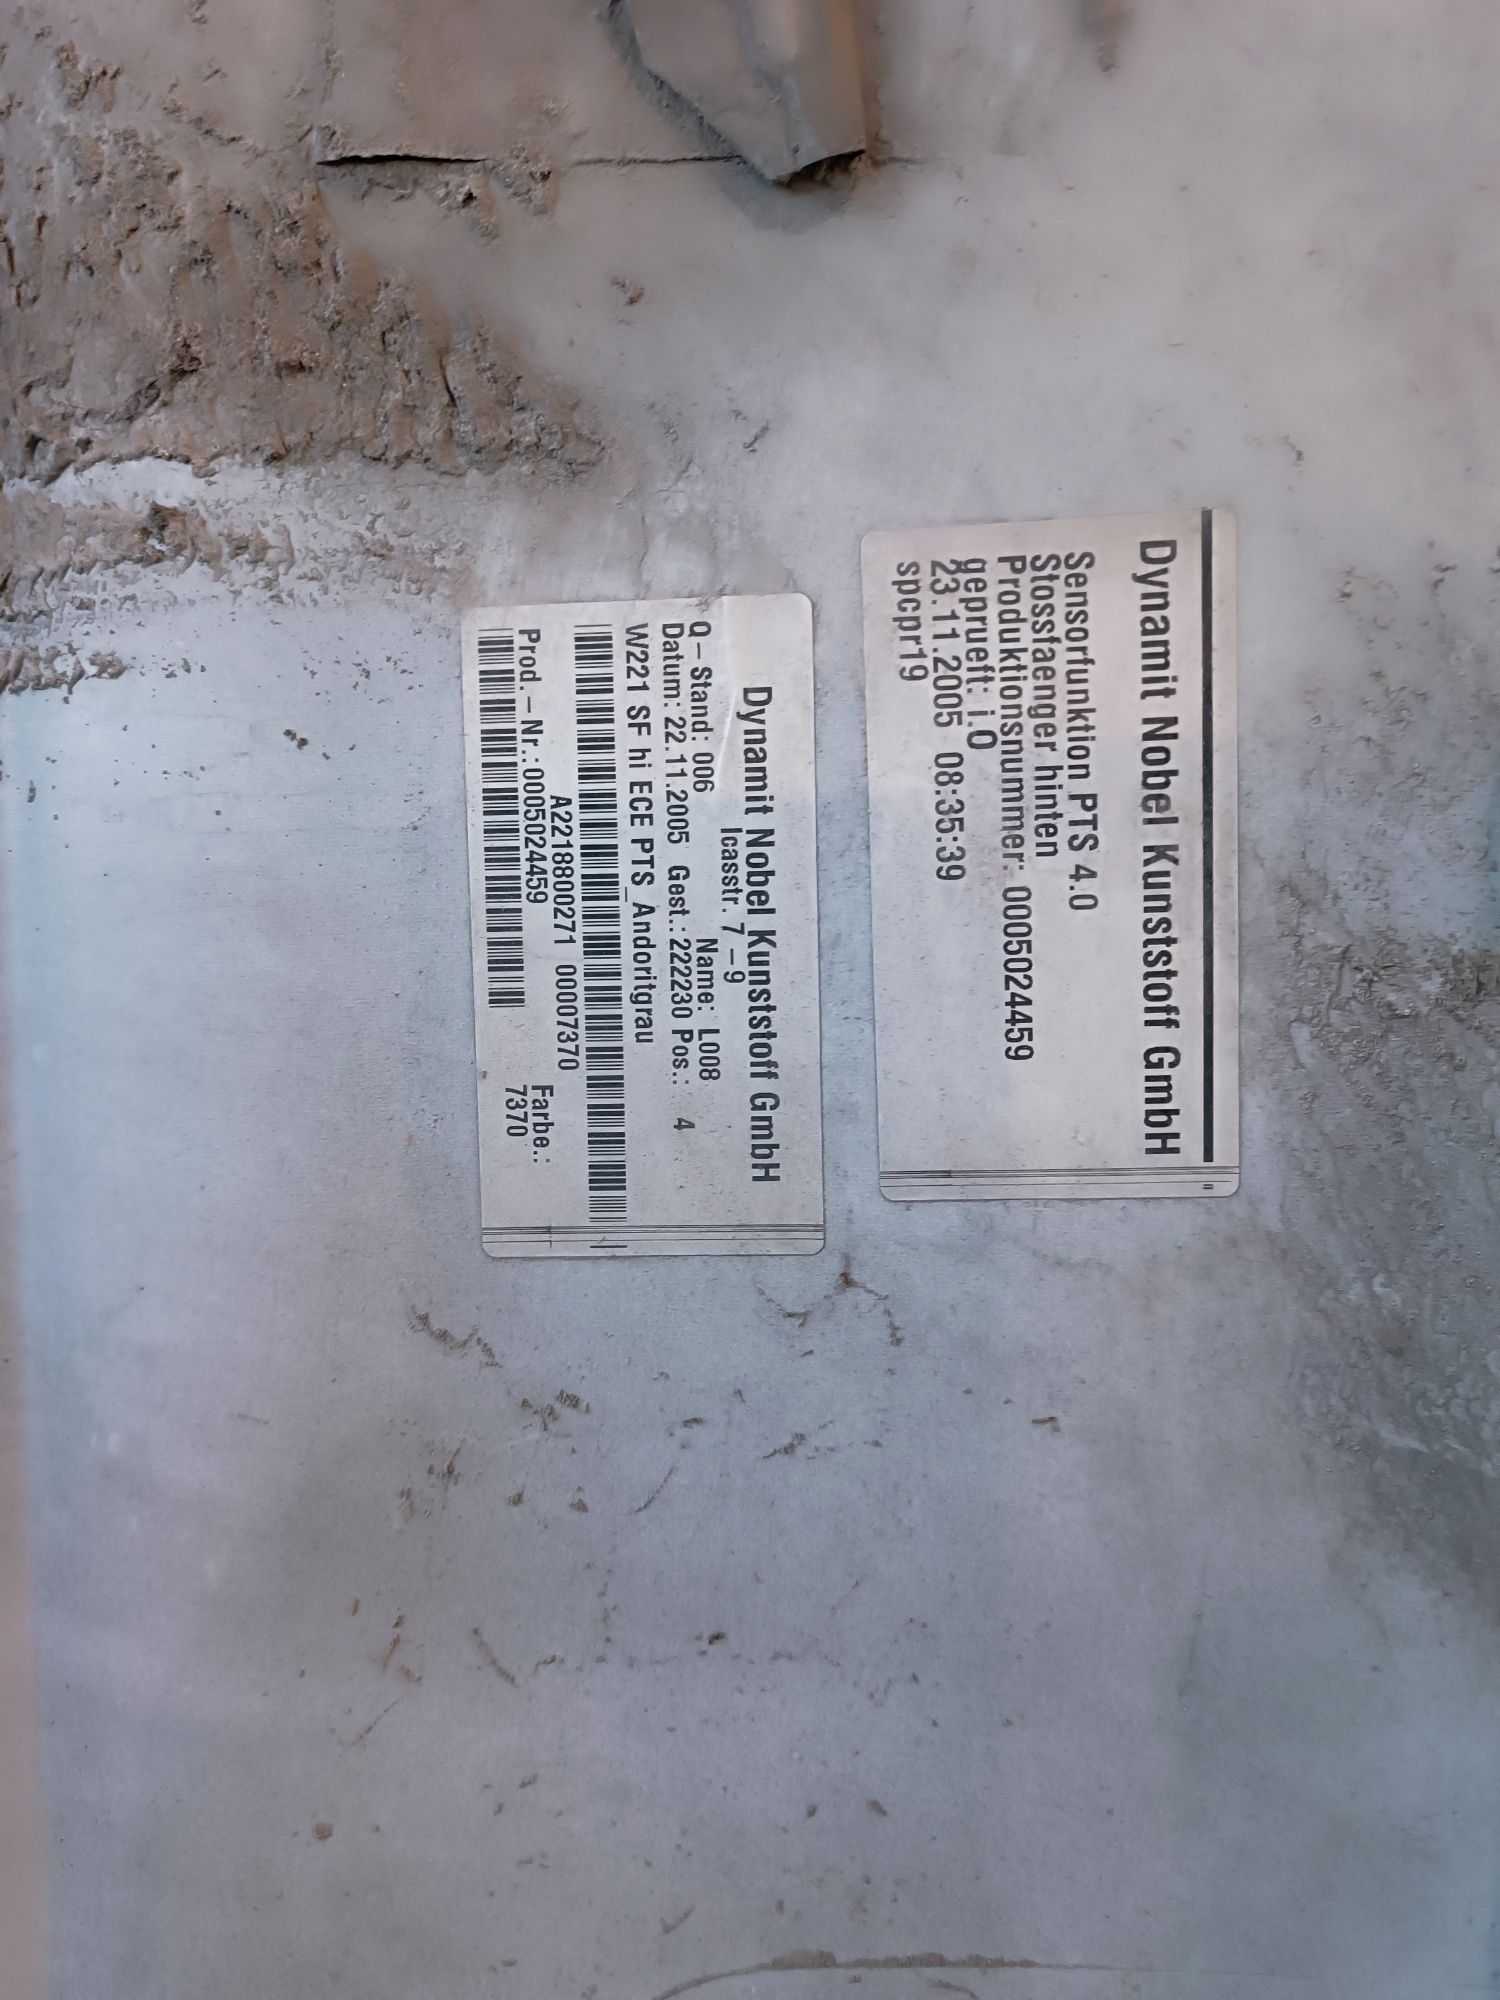 Dynamit Nobel Kunststoff GmbH
Sensorfunktion PTS 4.0
Stossfaenger hinten
Produktionsnummer: 0005024459
geprueft: i.O
23.11.2005 08:35:39
spcpr19
Dynamit Nobel Kunststoff GmbH
Icasstr. 7-9
Q-Stand: 006 Name: L008
Datum: 22.11.2005 Gest.: 222230 Pos.: 4
W221 SF hi ECE PTS_Andoritgrau
A2218800271 00007370
Prod.-Nr.: 0005024459 Farbe.:
7370